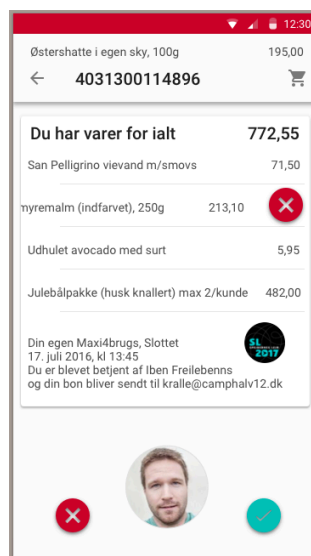 12:30
Østershatte i egen sky, 100g 195,00
4031300114896
Du har varer for ialt 772,55
San Pelligrino vievand m/smovs 71,50
myremalm (indfarvet), 250g 213,10
Udhulet avocado med surt 5,95
Julebålpakke (husk knallert) max 2/kunde 482,00
Din egen Maxi4brugs, Slottet
17. juli 2016, kl 13:45
Du er blevet betjent af Iben Freilebenns
og din bon bliver sendt til kralle@camphalv12.dk
SL
2017